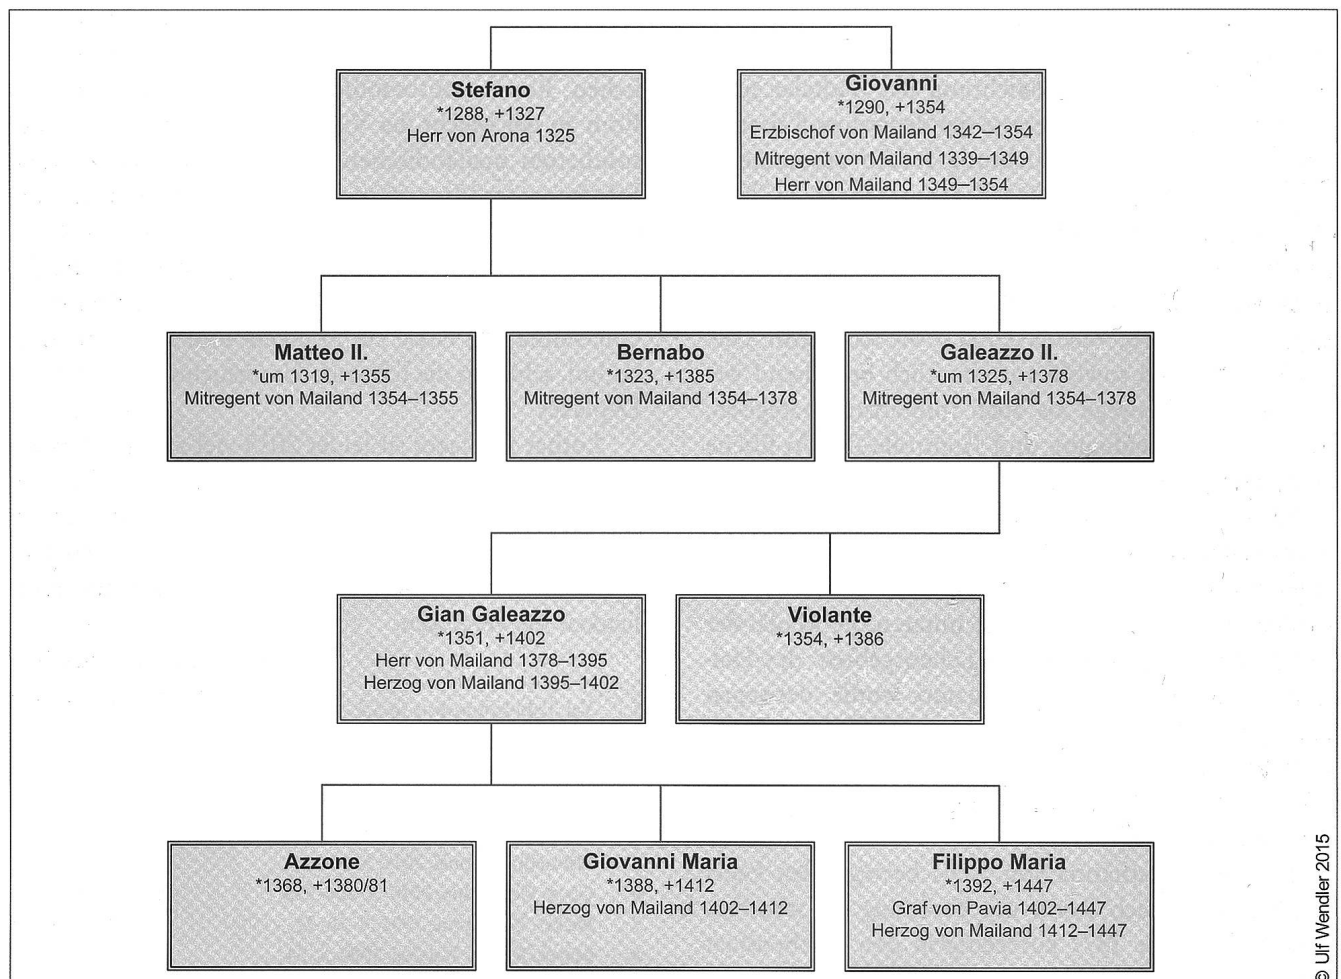 Stefano
*1288, +1327
Herr von Arona 1325
Giovanni
*1290, +1354
Erzbischof von Mailand 1342–1354
Mitregent von Mailand 1339–1349
Herr von Mailand 1349–1354
Matteo II.
*um 1319, +1355
Mitregent von Mailand 1354–1355
Bernabo
*1323, +1385
Mitregent von Mailand 1354–1378
Galeazzo II.
*um 1325, +1378
Mitregent von Mailand 1354–1378
Gian Galeazzo
*1351, +1402
Herr von Mailand 1378–1395
Herzog von Mailand 1395–1402
Violante
*1354, +1386
Azzone
*1368, +1380/81
Giovanni Maria
*1388, +1412
Herzog von Mailand 1402–1412
Filippo Maria
*1392, +1447
Graf von Pavia 1402–1447
Herzog von Mailand 1412–1447
© Ulf Wendler 2015